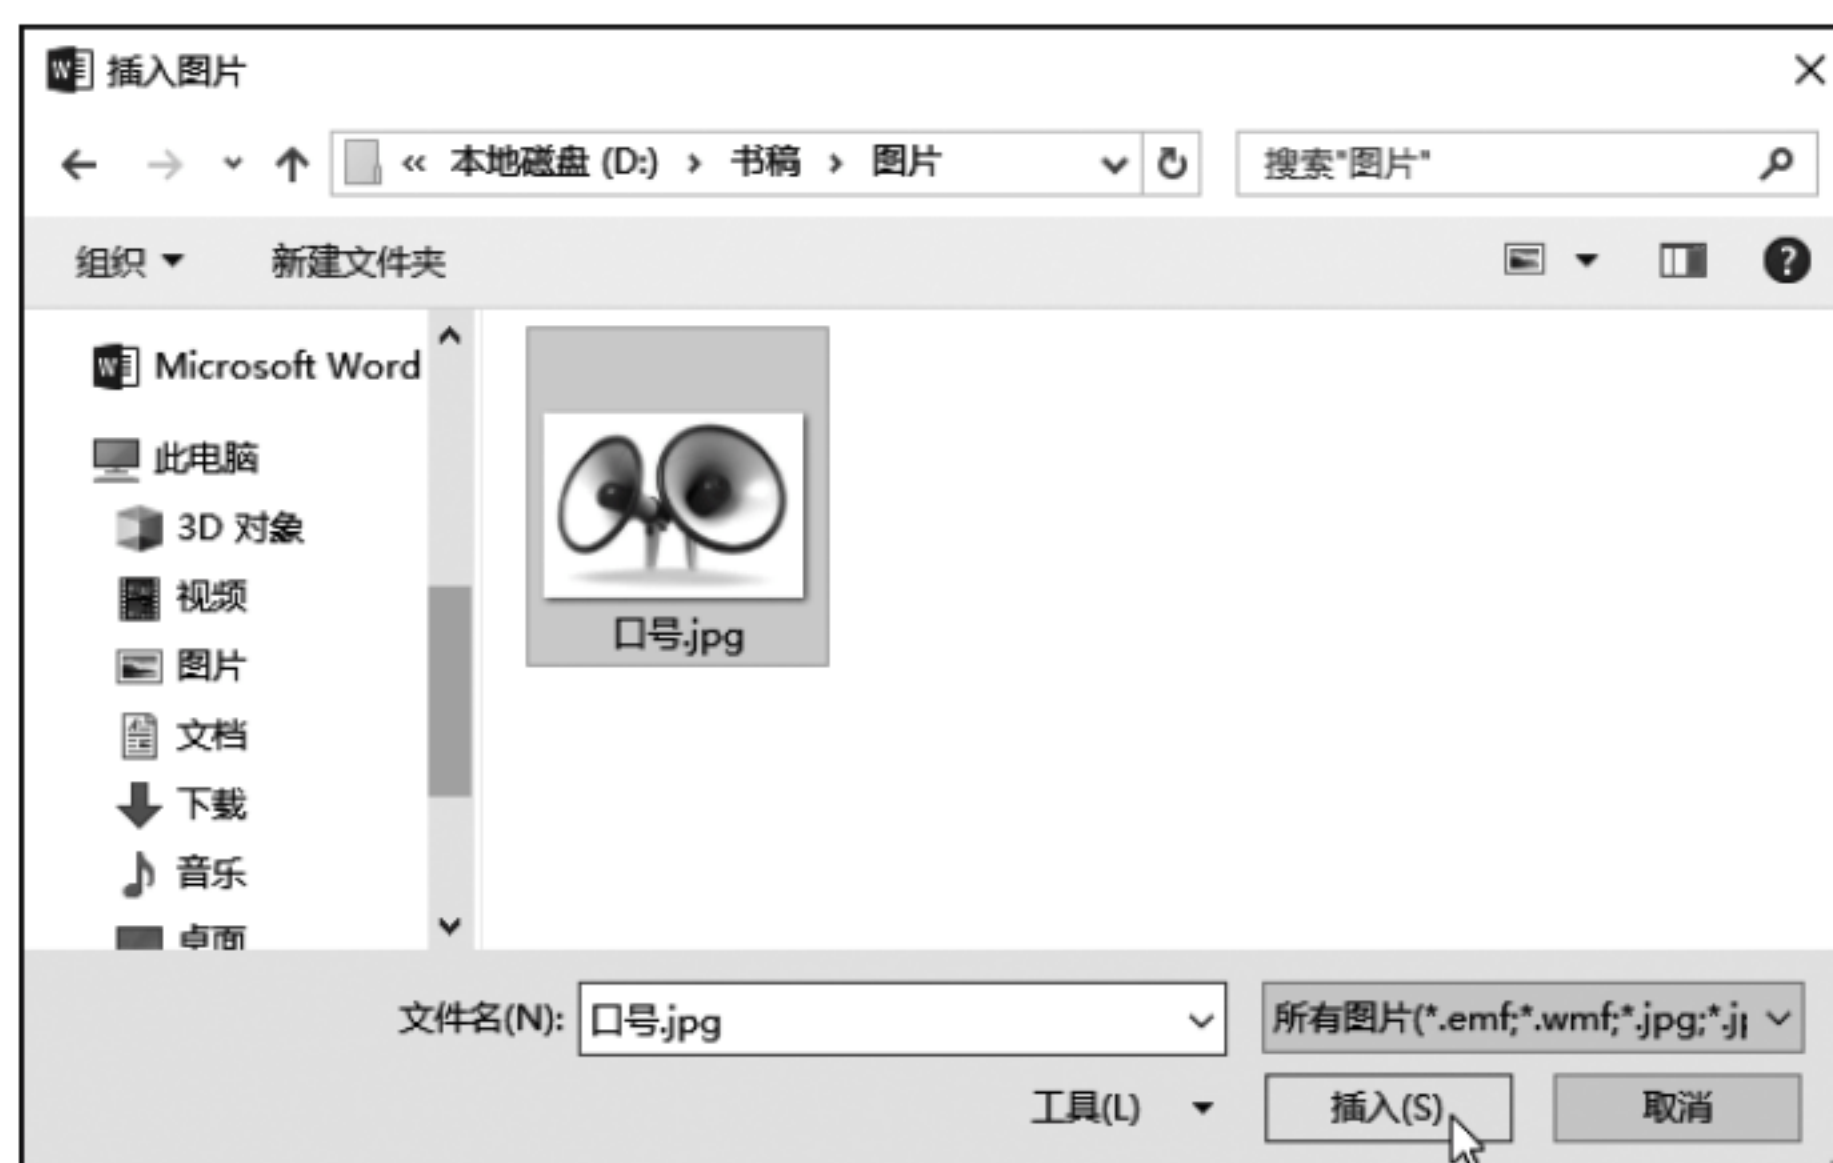 插入图片
« 本地磁盘 (D:) › 书稿 › 图片
搜索"图片"
组织 新建文件夹
Microsoft Word
此电脑
3D 对象
视频
图片
文档
下载
音乐
桌面
口号.jpg
文件名(N): 口号.jpg 所有图片(*.emf;*.wmf;*.jpg;*.j
工具(L) 插入(S) 取消